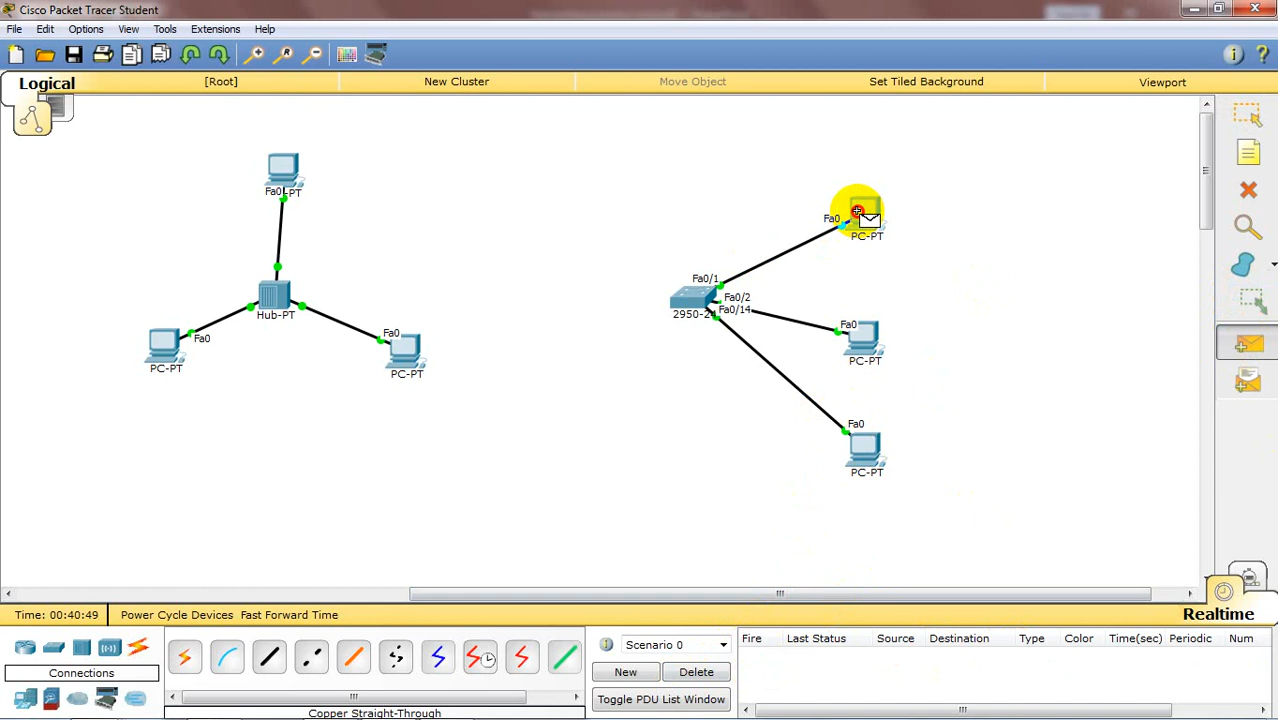 Cisco Packet Tracer Student
File Edit Options View Tools Extensions Help
Logical [Root] New Cluster Move Object Set Tiled Background Viewport
Fa0
-PT
Hub-PT
Fa0
PC-PT
Fa0
PC-PT
Fa0
PC-PT
Fa0/1
Fa0/2
Fa0/14
2950-24
Fa0
PC-PT
Fa0
PC-PT
Time: 00:40:49 Power Cycle Devices Fast Forward Time Realtime
Scenario 0
Fire Last Status Source Destination Type Color Time(sec) Periodic Num
Connections
New Delete
Toggle PDU List Window
Copper Straight-Through